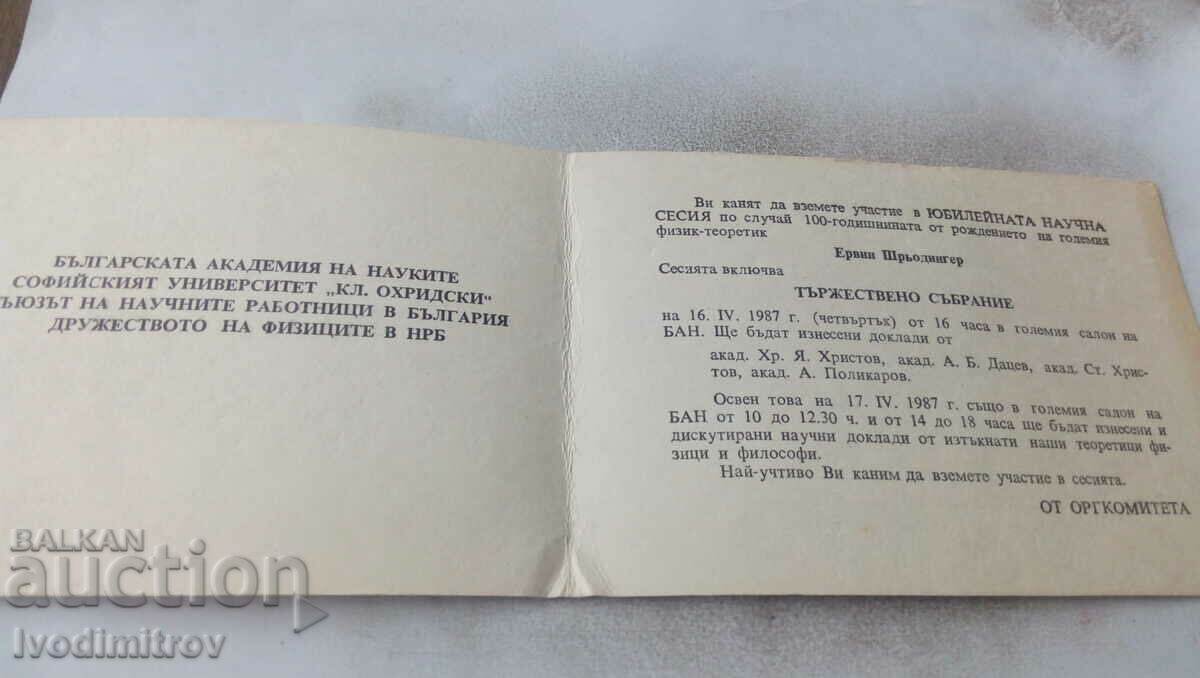 БЪЛГАРСКАТА АКАДЕМИЯ НА НАУКИТЕ
СОФИЙСКИЯТ УНИВЕРСИТЕТ „КЛ. ОХРИДСКИ“
ЪЮЗЪТ НА НАУЧНИТЕ РАБОТНИЦИ В БЪЛГАРИЯ
ДРУЖЕСТВОТО НА ФИЗИЦИТЕ В НРБ
Ви канят да вземете участие в ЮБИЛЕЙНАТА НАУЧНА
СЕСИЯ по случай 100-годишнината от рождението на големия
физик-теоретик
Ервин Шрьодингер
Сесията включва
ТЪРЖЕСТВЕНО СЪБРАНИЕ
на 16. IV. 1987 г. (четвъртък) от 16 часа в големия салон на
БАН. Ще бъдат изнесени доклади от
акад. Хр. Я. Христов, акад. А. Б. Дацев, акад. Ст. Хрис-
тов, акад. А. Поликаров.
Освен това на 17. IV. 1987 г. също в големия салон на
БАН от 10 до 12.30 ч. и от 14 до 18 часа ще бъдат изнесени и
дискутирани научни доклади от изтъкнати наши теоретици фи-
зици и философи.
Най-учтиво Ви каним да вземете участие в сесията.
ОТ ОРГКОМИТЕТА
BALKAN
auction
Ivodimitrov